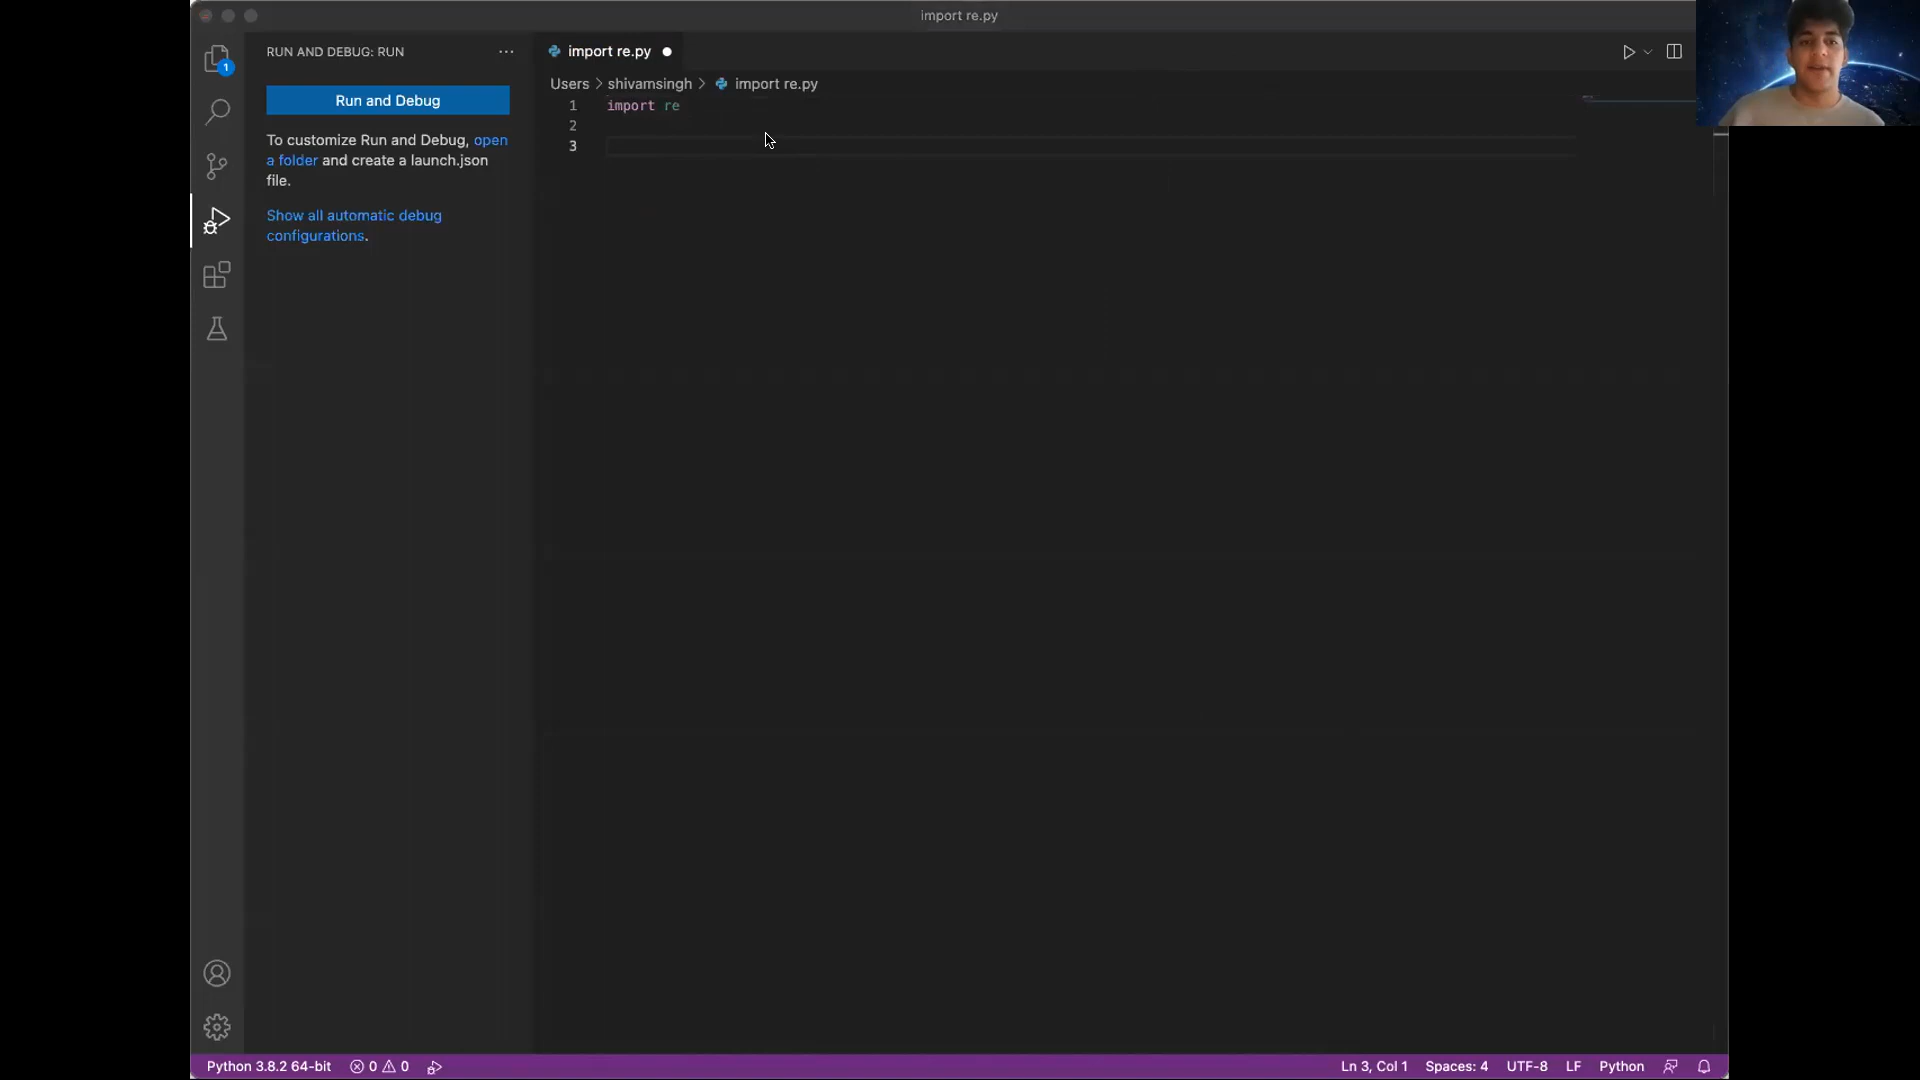 import re.py
RUN AND DEBUG: RUN
import re.py
1
Run and Debug
Users > shivamsingh > import re.py
1 import re
2
3
To customize Run and Debug, open
a folder and create a launch.json
file.
Show all automatic debug
configurations.
Python 3.8.2 64-bit
0
0
Ln 3, Col 1
Spaces: 4
UTF-8
LF
Python